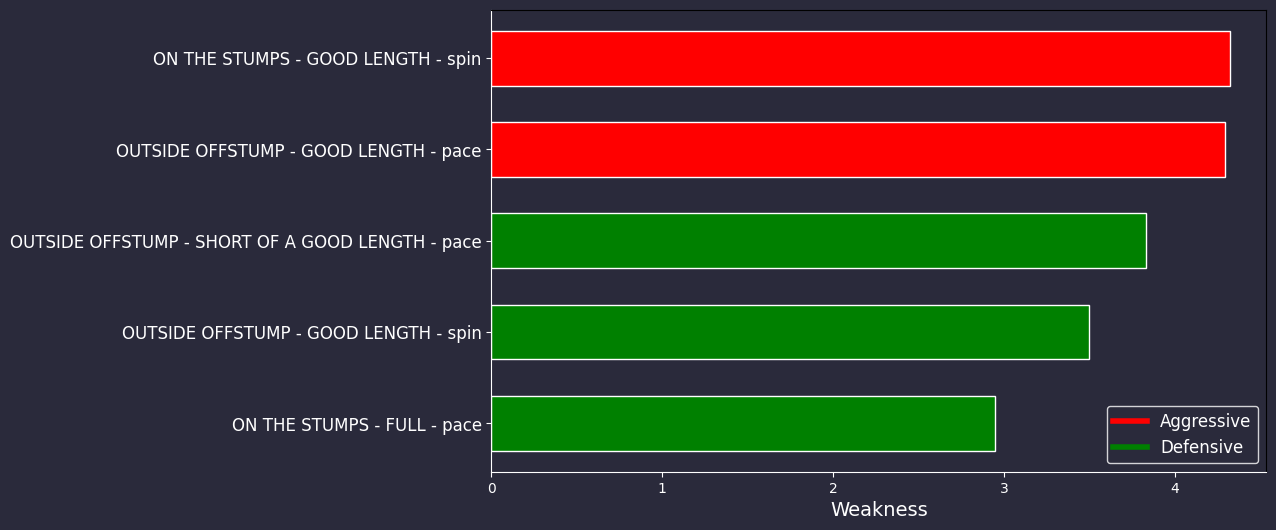 ON THE STUMPS - GOOD LENGTH - spin
OUTSIDE OFFSTUMP - GOOD LENGTH - pace
OUTSIDE OFFSTUMP - SHORT OF A GOOD LENGTH - pace
OUTSIDE OFFSTUMP - GOOD LENGTH - spin
ON THE STUMPS - FULL - pace
Aggressive
Defensive
0 1 2 3 4
Weakness